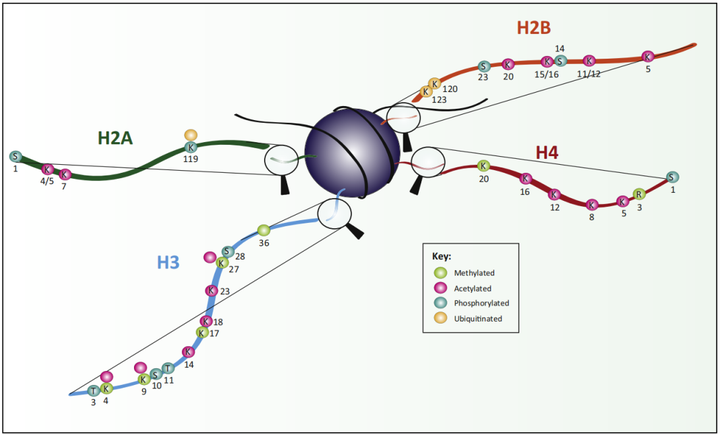 H2B
S
23
K
20
K
15/16
14
S
K
11/12
K
5
K
120
K
123
H2A
S
1
K
4/5
K
7
K
119
H4
K
20
K
16
K
12
K
8
K
5
R
3
S
1
H3
36
S
28
K
27
K
23
K
18
K
17
K
14
T
11
S
10
K
9
K
4
T
3
Key:
Methylated
Acetylated
Phosphorylated
Ubiquitinated